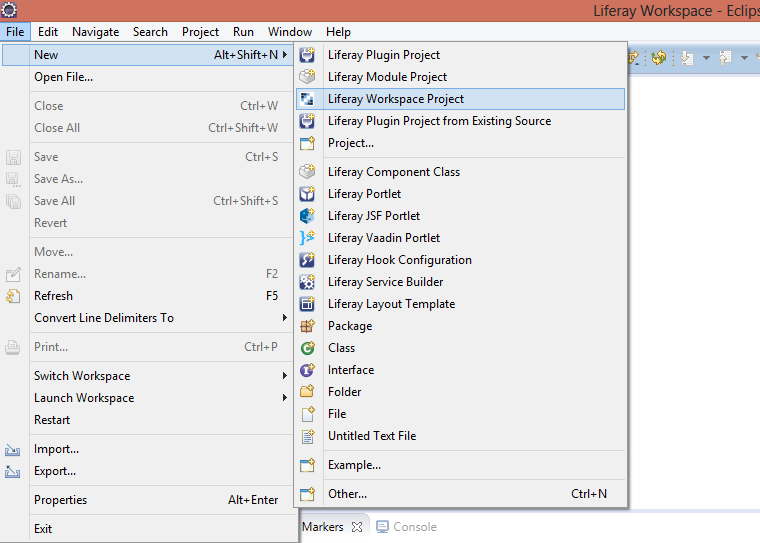 Liferay Workspace - Eclips
File Edit Navigate Search Project Run Window Help
New Alt+Shift+N
Open File...
Close Ctrl+W
Close All Ctrl+Shift+W
Save Ctrl+S
Save As...
Save All Ctrl+Shift+S
Revert
Move...
Rename... F2
Refresh F5
Convert Line Delimiters To
Print... Ctrl+P
Switch Workspace
Launch Workspace
Restart
Import...
Export...
Properties Alt+Enter
Exit
Liferay Plugin Project
Liferay Module Project
Liferay Workspace Project
Liferay Plugin Project from Existing Source
Project...
Liferay Component Class
Liferay Portlet
Liferay JSF Portlet
Liferay Vaadin Portlet
Liferay Hook Configuration
Liferay Service Builder
Liferay Layout Template
Package
Class
Interface
Folder
File
Untitled Text File
Example...
Other... Ctrl+N
Markers Console